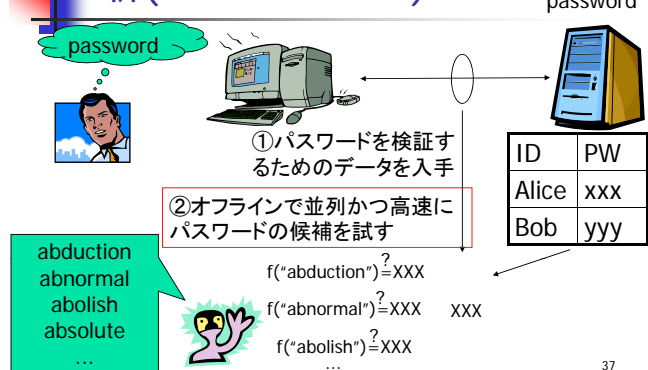 password
password
①パスワードを検証す
るためのデータを入手
ID PW
Alice xxx
Bob yyy
②オフラインで並列かつ高速に
パスワードの候補を試す
abduction
abnormal
abolish
absolute
…
f("abduction")≟XXX
f("abnormal")≟XXX XXX
f("abolish")≟XXX
…
37